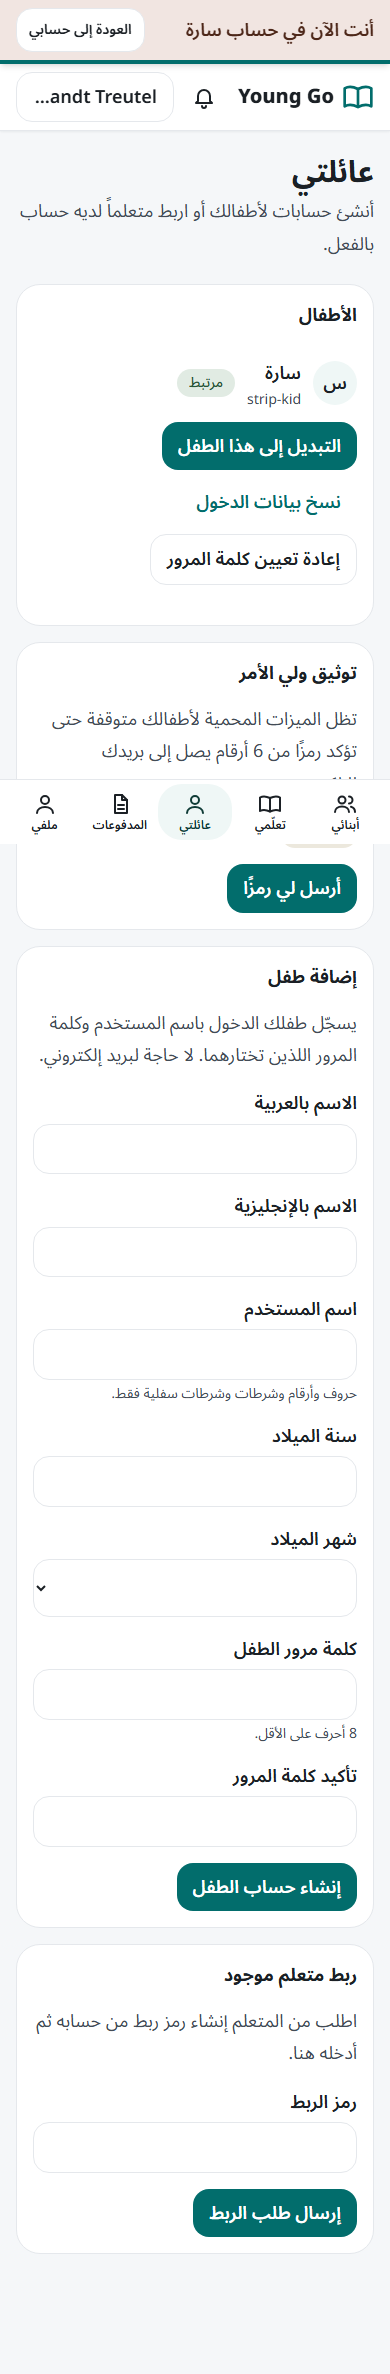 أنت الآن في حساب سارة
العودة إلى حسابي
Young Go
...andt Treutel
عائلتي
أنشئ حسابات لأطفالك أو اربط متعلماً لديه حساب
بالفعل.
الأطفال
س
سارة
مرتبط
strip-kid
التبديل إلى هذا الطفل
نسخ بيانات الدخول
إعادة تعيين كلمة المرور
توثيق ولي الأمر
تظل الميزات المحمية لأطفالك متوقفة حتى
تؤكد رمزًا من 6 أرقام يصل إلى بريدك
أبنائي
تعلّمي
عائلتي
المدفوعات
ملفي
أرسل لي رمزًا
إضافة طفل
يسجّل طفلك الدخول باسم المستخدم وكلمة
المرور اللذين تختارهما. لا حاجة لبريد إلكتروني.
الاسم بالعربية
الاسم بالإنجليزية
اسم المستخدم
حروف وأرقام وشرطات وشرطات سفلية فقط.
سنة الميلاد
شهر الميلاد
كلمة مرور الطفل
8 أحرف على الأقل.
تأكيد كلمة المرور
إنشاء حساب الطفل
ربط متعلم موجود
اطلب من المتعلم إنشاء رمز ربط من حسابه ثم
أدخله هنا.
رمز الربط
إرسال طلب الربط